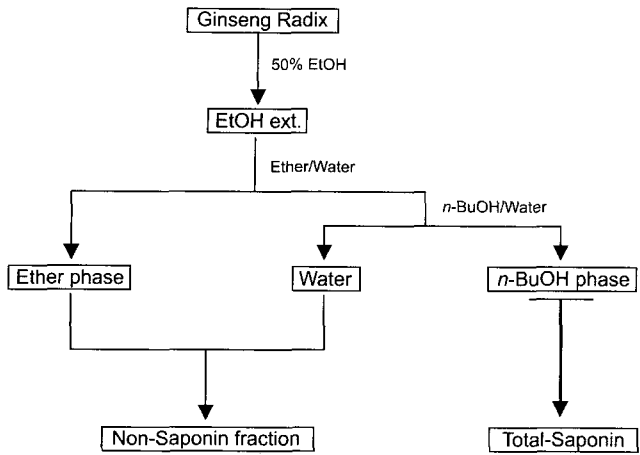 Ginseng Radix
50% EtOH
EtOH ext.
Ether/Water
n-BuOH/Water
Ether phase
Water
n-BuOH phase
Non-Saponin fraction
Total-Saponin